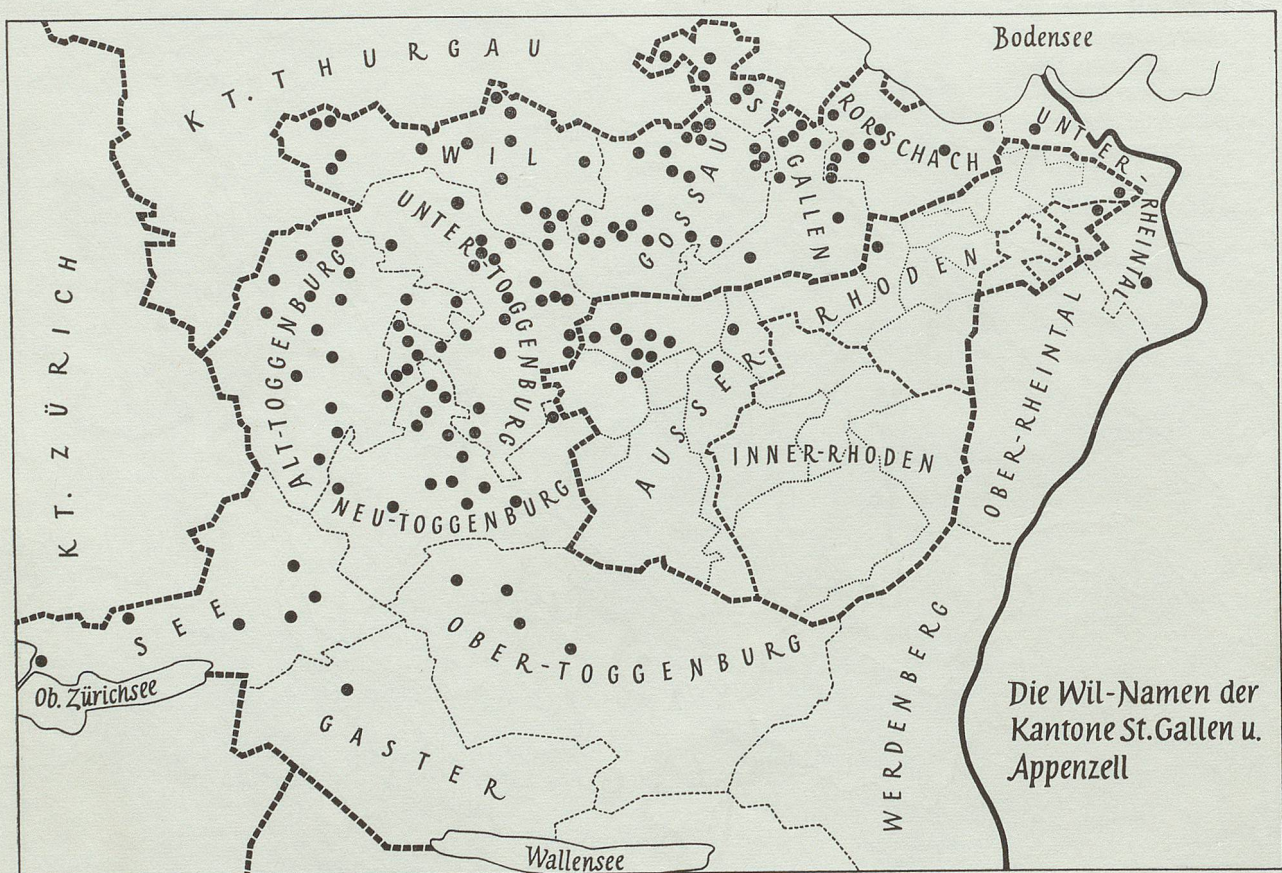 KT. THURGAU
Bodensee
ST. GALLEN
RORSCHACH
UNTER-RHEINTAL
WIL
GOSSAU
UNTER-TOGGENBURG
KT. ZÜRICH
ALT-TOGGENBURG
AUSSER-RHODEN
OBER-RHEINTAL
INNER-RHODEN
NEU-TOGGENBURG
SEE
OBER-TOGGENBURG
Ob. Zürichsee
GASTER
WERDENBERG
Die Wil-Namen der
Kantone St. Gallen u.
Appenzell
Wallensee